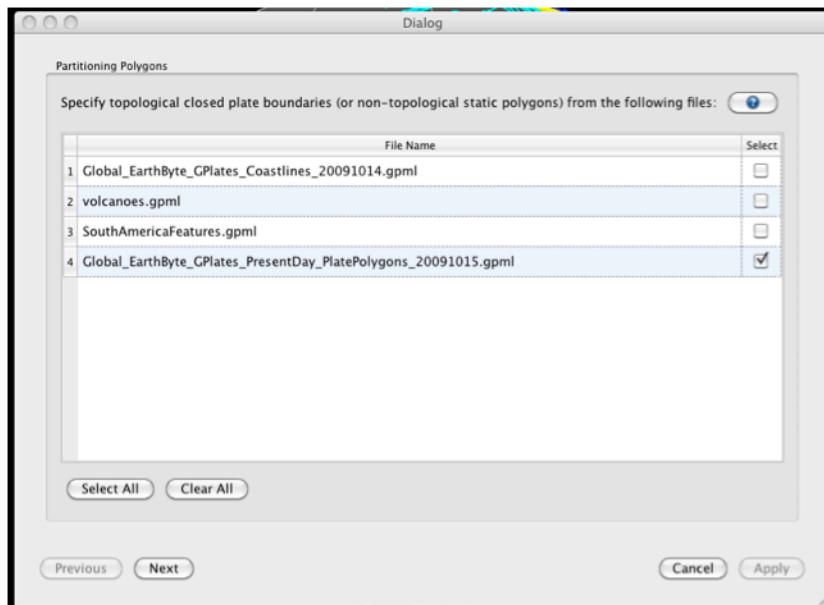 Dialog
Partitioning Polygons
Specify topological closed plate boundaries (or non-topological static polygons) from the following files: ?
File Name Select
1 Global_EarthByte_GPlates_Coastlines_20091014.gpml
2 volcanoes.gpml
3 SouthAmericaFeatures.gpml
4 Global_EarthByte_GPlates_PresentDay_PlatePolygons_20091015.gpml
Select All Clear All
Previous Next Cancel Apply